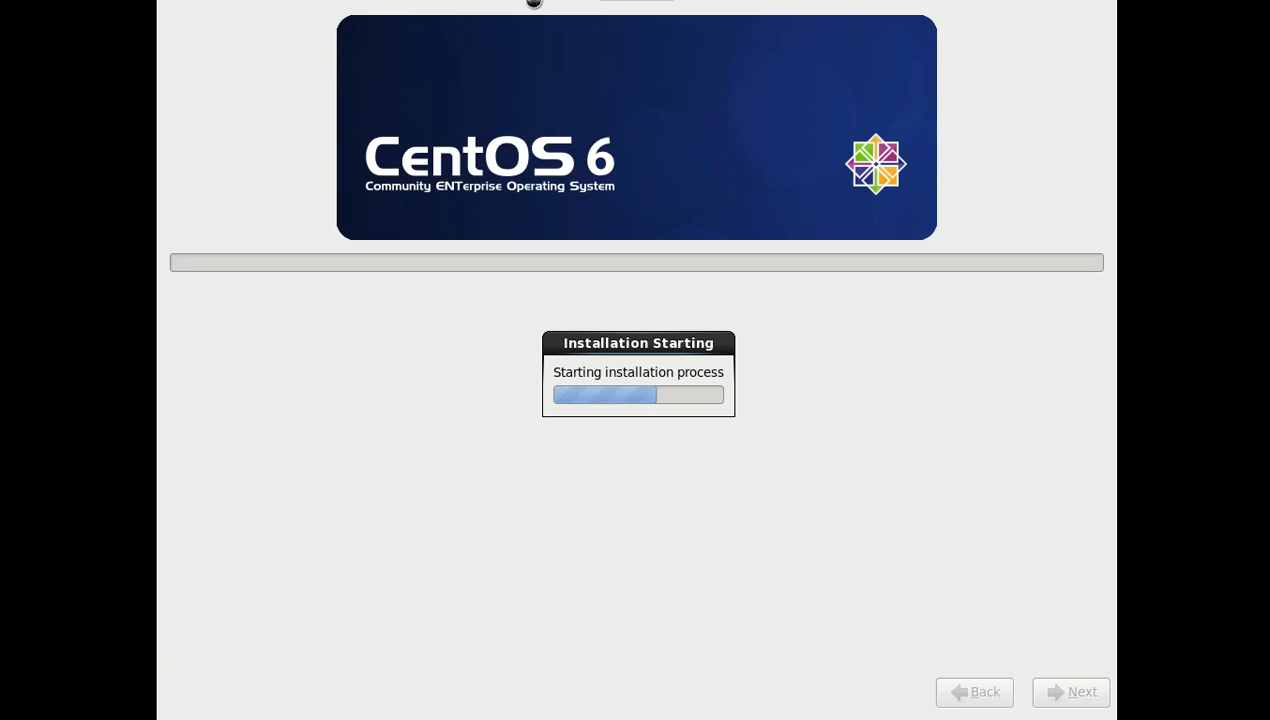 CentOS 6
Community ENTerprise Operating System
Installation Starting
Starting installation process
Back
Next